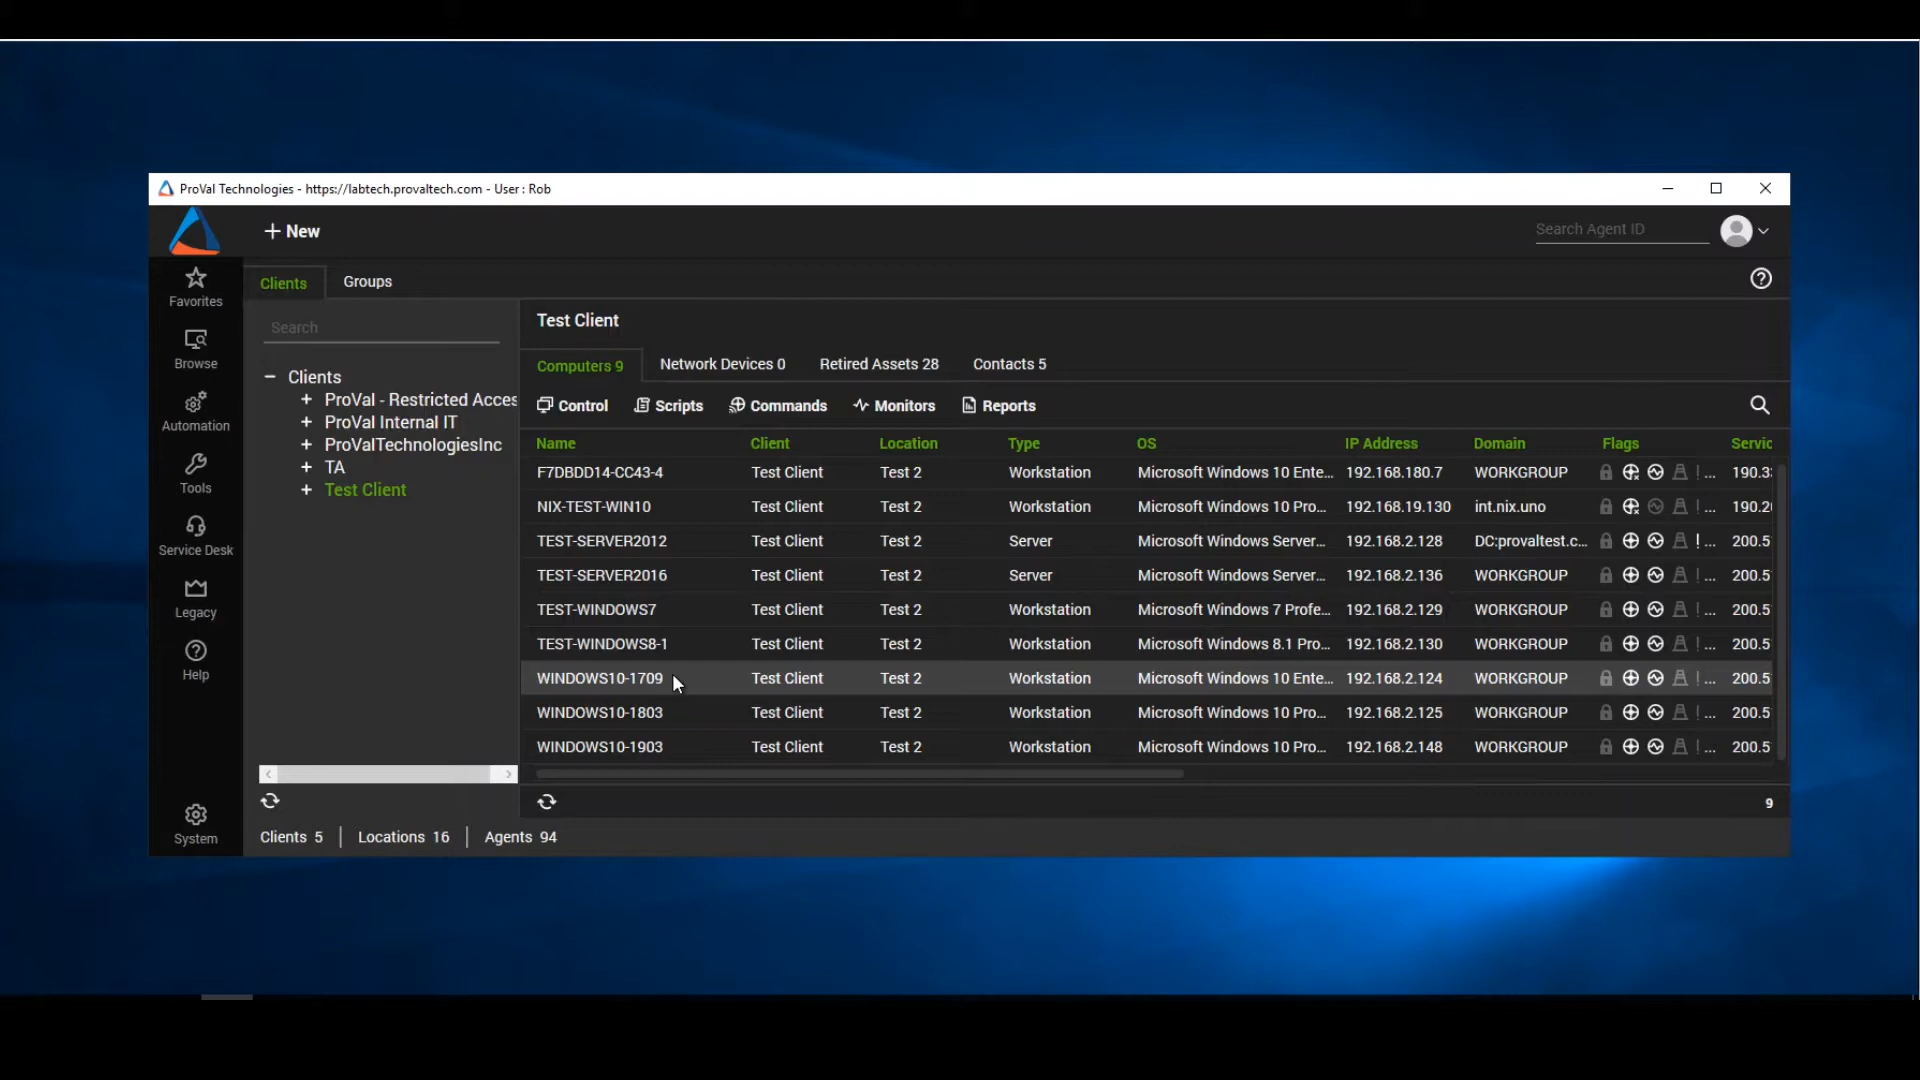 ProVal Technologies - https://labtech.provaltech.com - User : Rob
+ New
Search Agent ID
Favorites
Browse
Automation
Tools
Service Desk
Legacy
Help
System
Clients Groups
Search
Clients
ProVal - Restricted Acces
ProVal Internal IT
ProValTechnologiesInc
TA
Test Client
Test Client
Computers 9 Network Devices 0 Retired Assets 28 Contacts 5
Control Scripts Commands Monitors Reports
Name Client Location Type OS IP Address Domain Flags Servic
F7DBDD14-CC43-4 Test Client Test 2 Workstation Microsoft Windows 10 Ente... 192.168.180.7 WORKGROUP ... 190.3
NIX-TEST-WIN10 Test Client Test 2 Workstation Microsoft Windows 10 Pro... 192.168.19.130 int.nix.uno ... 190.2
TEST-SERVER2012 Test Client Test 2 Server Microsoft Windows Server... 192.168.2.128 DC:provaltest.c... ... 200.5
TEST-SERVER2016 Test Client Test 2 Server Microsoft Windows Server... 192.168.2.136 WORKGROUP ... 200.5
TEST-WINDOWS7 Test Client Test 2 Workstation Microsoft Windows 7 Profe... 192.168.2.129 WORKGROUP ... 200.5
TEST-WINDOWS8-1 Test Client Test 2 Workstation Microsoft Windows 8.1 Pro... 192.168.2.130 WORKGROUP ... 200.5
WINDOWS10-1709 Test Client Test 2 Workstation Microsoft Windows 10 Ente... 192.168.2.124 WORKGROUP ... 200.5
WINDOWS10-1803 Test Client Test 2 Workstation Microsoft Windows 10 Pro... 192.168.2.125 WORKGROUP ... 200.5
WINDOWS10-1903 Test Client Test 2 Workstation Microsoft Windows 10 Pro... 192.168.2.148 WORKGROUP ... 200.5
9
Clients 5 | Locations 16 | Agents 94